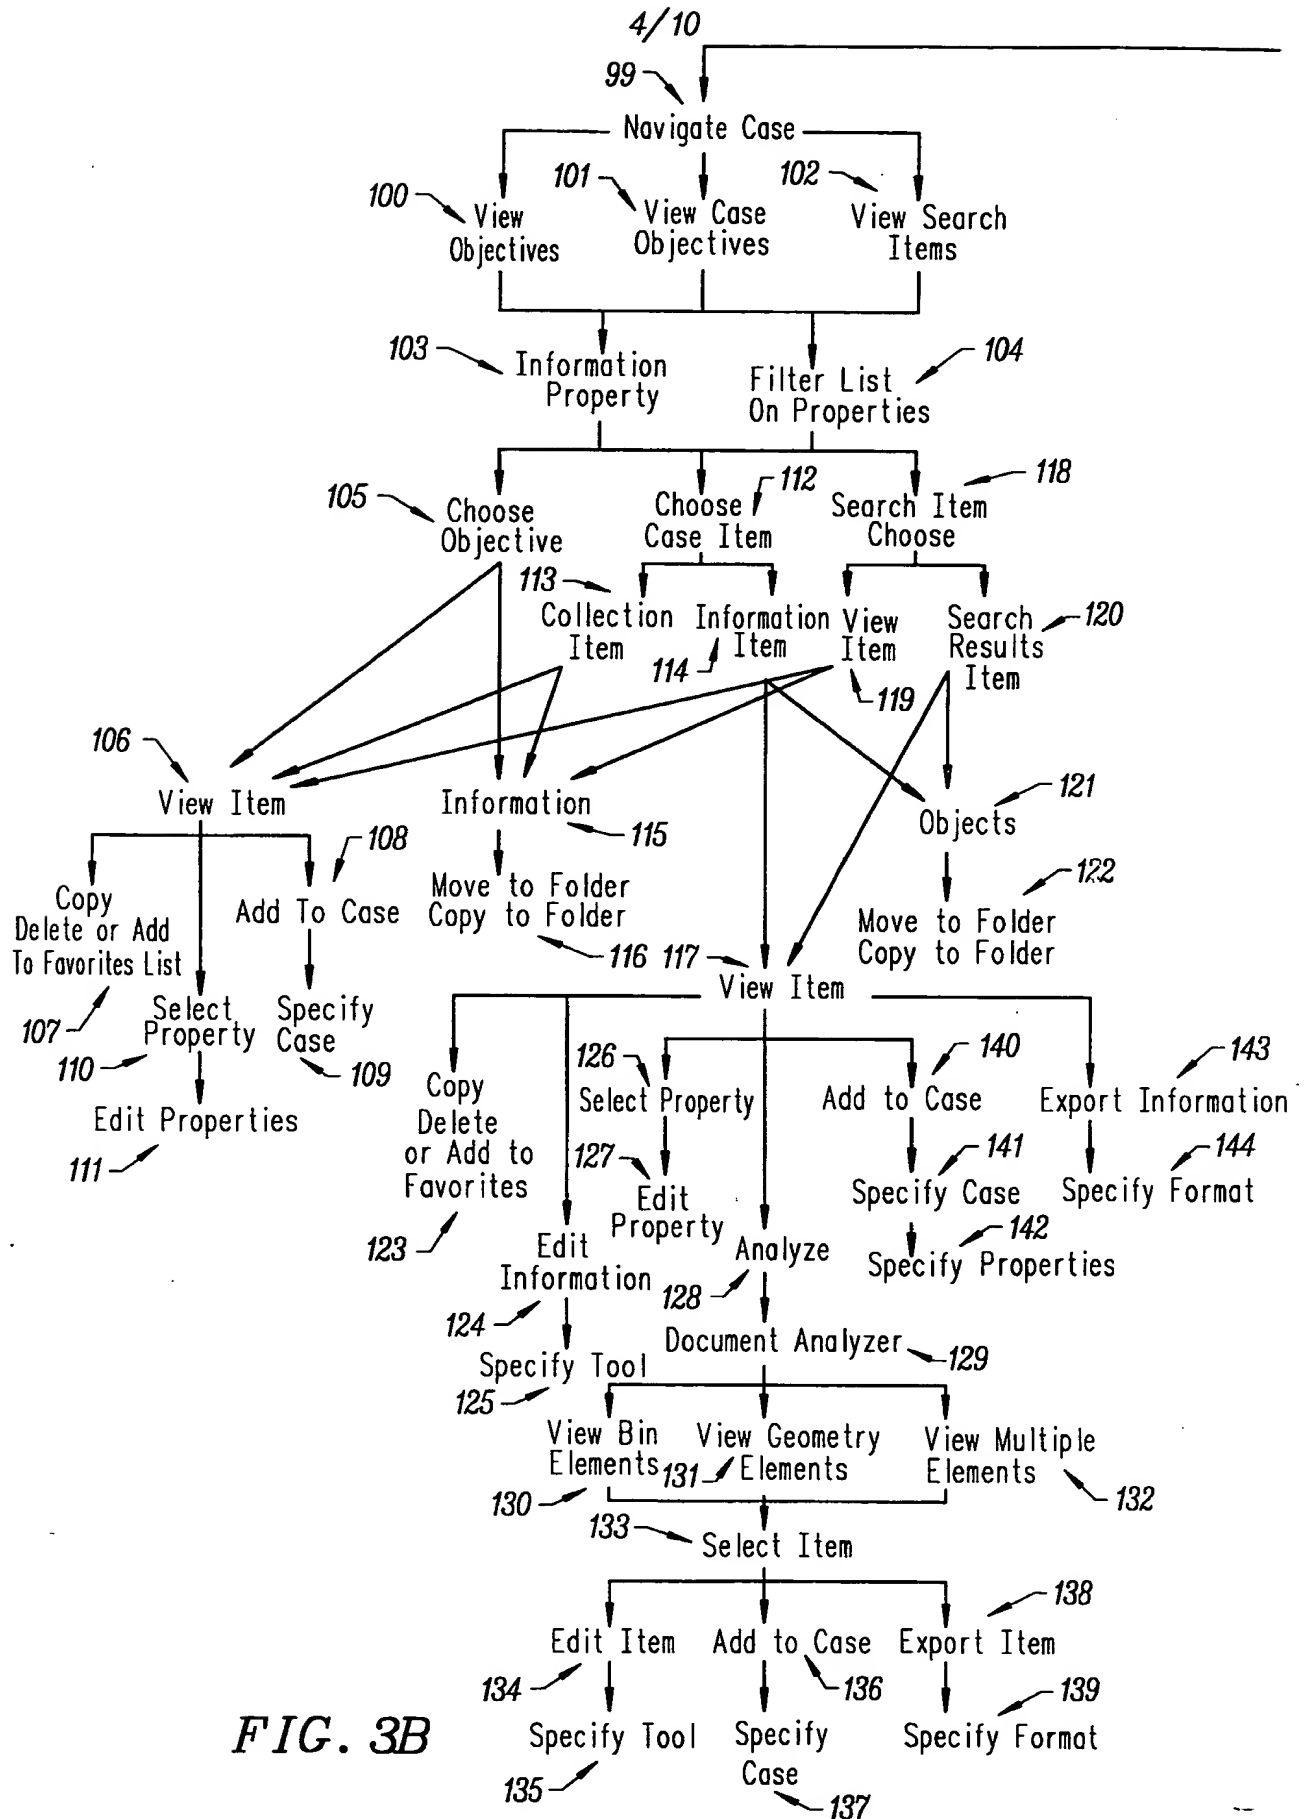 4/10
99
Navigate Case
100
101
102
View
Objectives
View Case
Objectives
View Search
Items
103
Information
Property
104
Filter List
On Properties
105
Choose
Objective
112
Choose
Case Item
118
Search Item
Choose
113
Collection
Item
Information
Item
114
View
Item
119
Search
Results
Item
120
106
View Item
Information
115
121
Objects
108
Copy
Delete or Add
To Favorites List
107
Add To Case
Move to Folder
Copy to Folder
116
117
122
Move to Folder
Copy to Folder
View Item
Select
Property
110
Specify
Case
109
Edit Properties
111
Copy
Delete
or Add to
Favorites
123
126
Select Property
127
Edit
Property
140
Add to Case
141
Specify Case
142
Specify Properties
143
Export Information
144
Specify Format
Edit
Information
124
Analyze
128
Specify Tool
125
Document Analyzer
129
View Bin
Elements
130
View Geometry
Elements
131
View Multiple
Elements
132
133
Select Item
138
Edit Item
134
Add to Case
136
Export Item
139
Specify Tool
135
Specify
Case
137
Specify Format
FIG. 3B